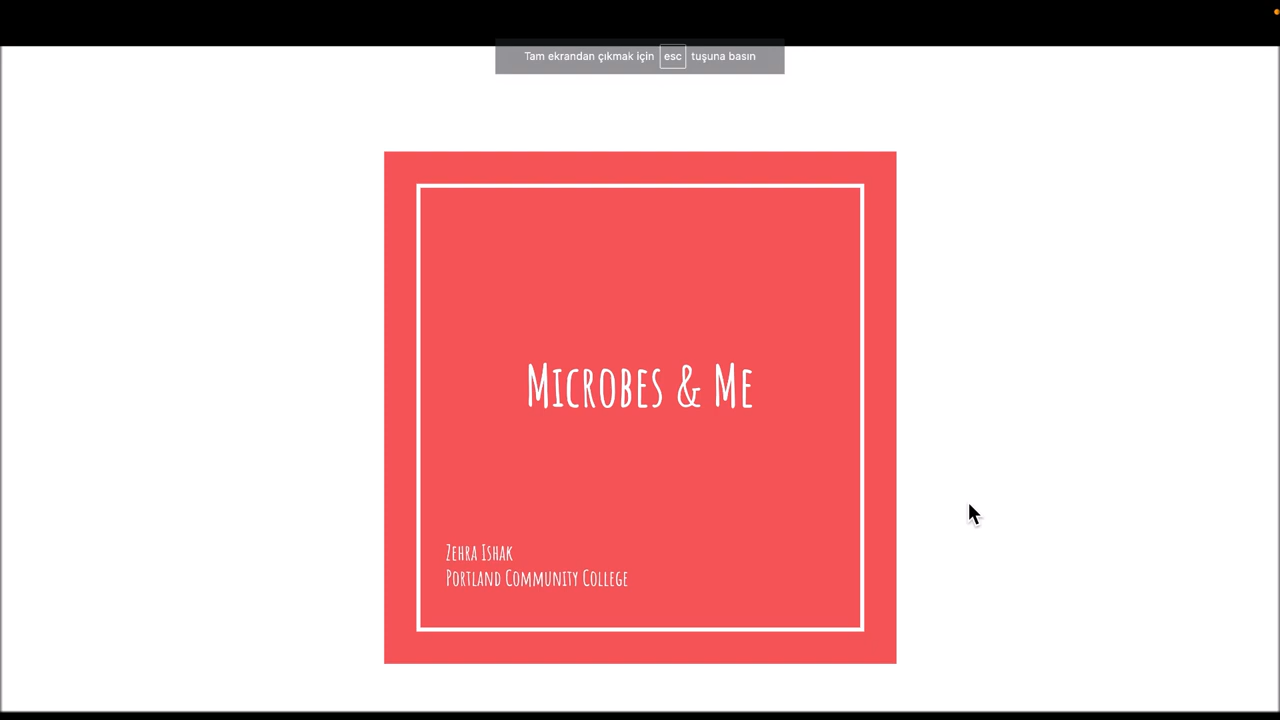 Tam ekrandan çıkmak için esc tuşuna basın
Microbes & Me
Zehra Ishak
Portland Community College